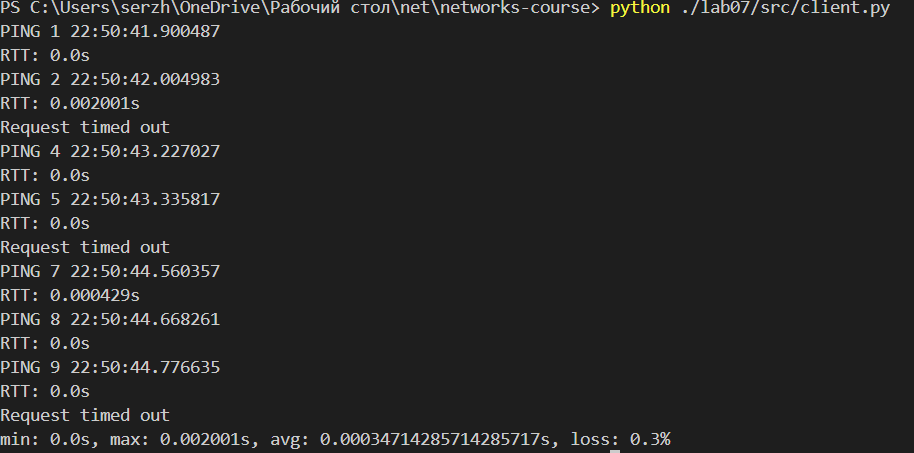 PS C:\Users\serzh\OneDrive\Рабочий стол\net\networks-course> python ./lab07/src/client.py
PING 1 22:50:41.900487
RTT: 0.0s
PING 2 22:50:42.004983
RTT: 0.002001s
Request timed out
PING 4 22:50:43.227027
RTT: 0.0s
PING 5 22:50:43.335817
RTT: 0.0s
Request timed out
PING 7 22:50:44.560357
RTT: 0.000429s
PING 8 22:50:44.668261
RTT: 0.0s
PING 9 22:50:44.776635
RTT: 0.0s
Request timed out
min: 0.0s, max: 0.002001s, avg: 0.00034714285714285717s, loss: 0.3%